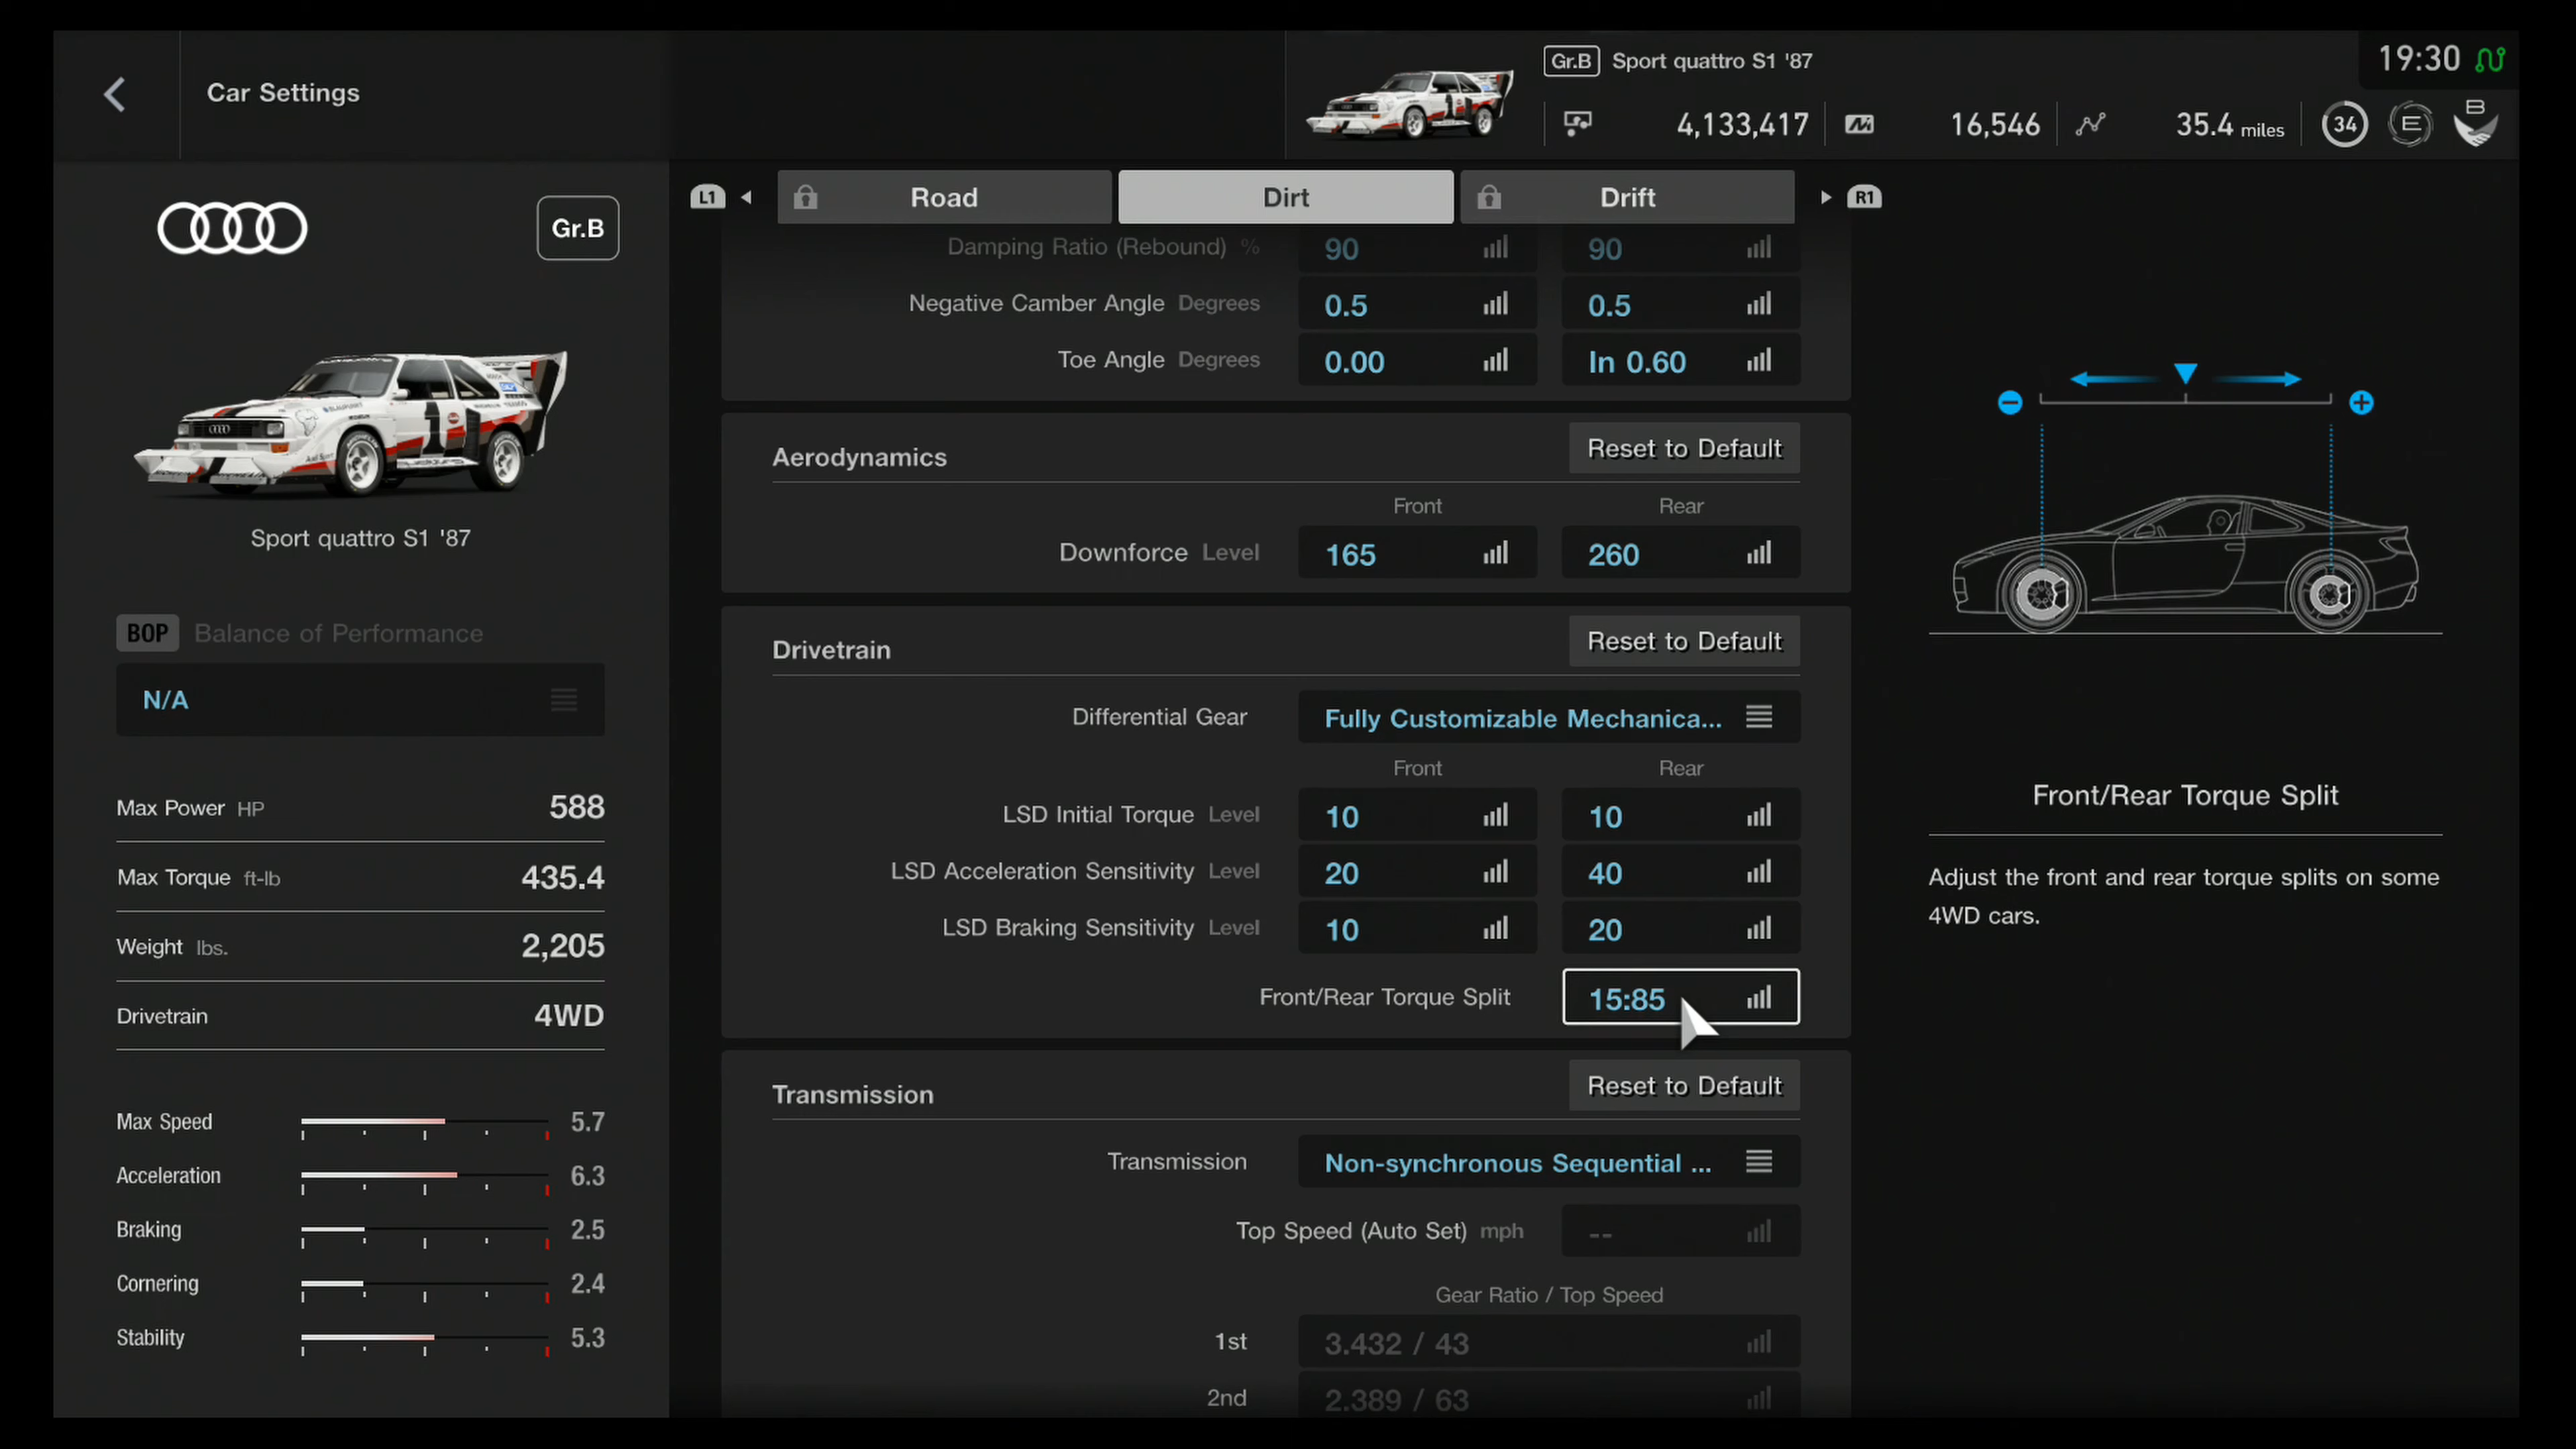 Car Settings
Gr.B Sport quattro S1 '87
19:30
4,133,417
16,546
35.4 miles
34
E
B
Gr.B
Sport quattro S1 '87
BOP Balance of Performance
N/A
Max Power HP 588
Max Torque ft-lb 435.4
Weight lbs. 2,205
Drivetrain 4WD
Max Speed 5.7
Acceleration 6.3
Braking 2.5
Cornering 2.4
Stability 5.3
L1 Road Dirt Drift R1
Damping Ratio (Rebound) % 90 90
Negative Camber Angle Degrees 0.5 0.5
Toe Angle Degrees 0.00 In 0.60
Aerodynamics Reset to Default
Front Rear
Downforce Level 165 260
Drivetrain Reset to Default
Differential Gear Fully Customizable Mechanica...
Front Rear
LSD Initial Torque Level 10 10
LSD Acceleration Sensitivity Level 20 40
LSD Braking Sensitivity Level 10 20
Front/Rear Torque Split 15:85
Transmission Reset to Default
Transmission Non-synchronous Sequential ...
Top Speed (Auto Set) mph --
Gear Ratio / Top Speed
1st 3.432 / 43
2nd 2.389 / 63
Front/Rear Torque Split
Adjust the front and rear torque splits on some
4WD cars.